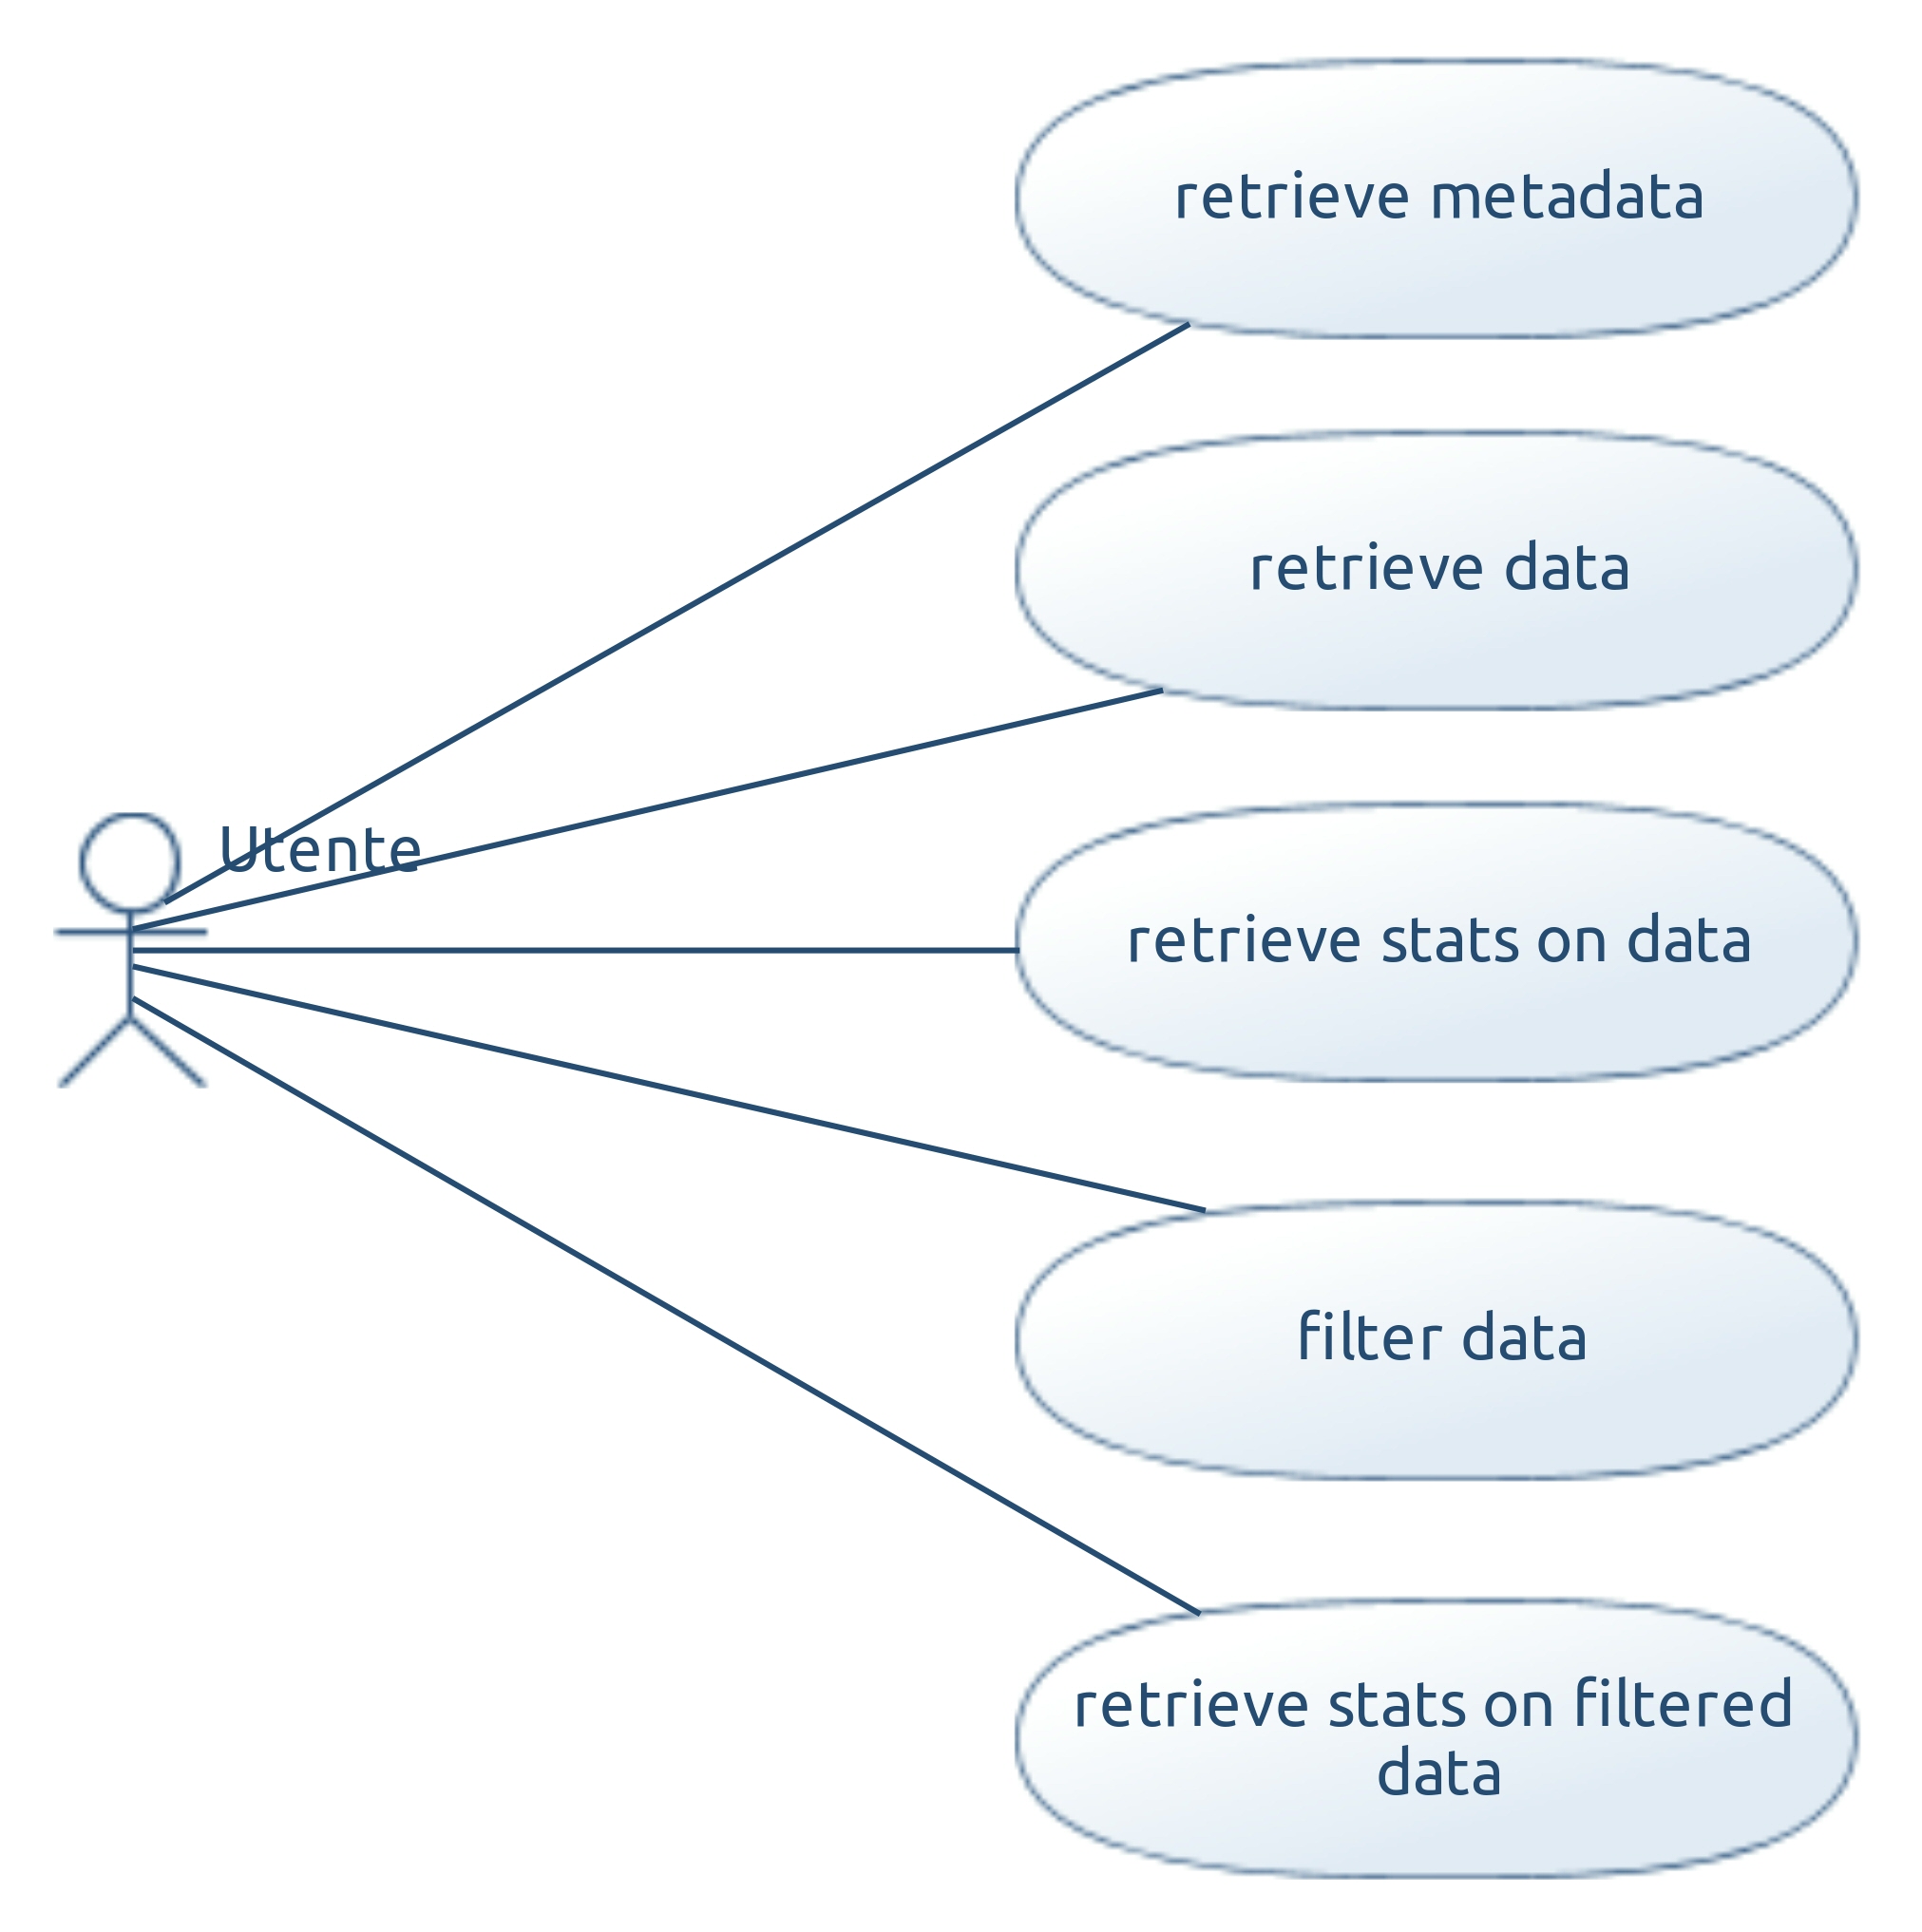 retrieve metadata
retrieve data
Utente
retrieve stats on data
filter data
retrieve stats on filtered
data